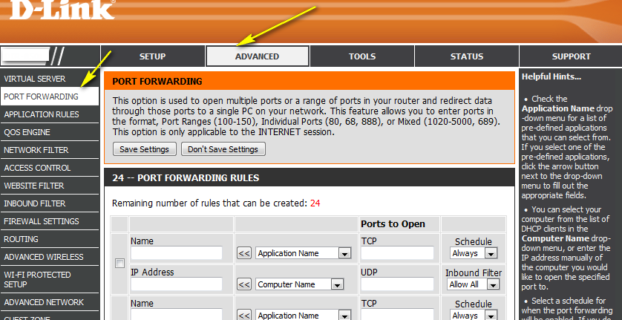 D-Link
//
SETUP
ADVANCED
TOOLS
STATUS
SUPPORT
VIRTUAL SERVER
PORT FORWARDING
APPLICATION RULES
QOS ENGINE
NETWORK FILTER
ACCESS CONTROL
WEBSITE FILTER
INBOUND FILTER
FIREWALL SETTINGS
ROUTING
ADVANCED WIRELESS
WI-FI PROTECTED
SETUP
ADVANCED NETWORK
GUEST ZONE
PORT FORWARDING
This option is used to open multiple ports or a range of ports in your router and redirect data
through those ports to a single PC on your network. This feature allows you to enter ports in
the format, Port Ranges (100-150), Individual Ports (80, 68, 888), or Mixed (1020-5000, 689).
This option is only applicable to the INTERNET session.
Save Settings Don't Save Settings
24 -- PORT FORWARDING RULES
Remaining number of rules that can be created: 24
Ports to Open
Name
<< Application Name
TCP
Schedule
Always
IP Address
<< Computer Name
UDP
Inbound Filter
Allow All
Name
<< Application Name
TCP
Schedule
Always
Helpful Hints...
• Check the
Application Name drop
-down menu for a list of
pre-defined applications
that you can select from.
If you select one of the
pre-defined applications,
click the arrow button
next to the drop-down
menu to fill out the
appropriate fields.
• You can select your
computer from the list of
DHCP clients in the
Computer Name drop-
down menu, or enter the
IP address manually of
the computer you would
like to open the specified
port to.
• Select a schedule for
when the port forwarding
will be enabled. If you do